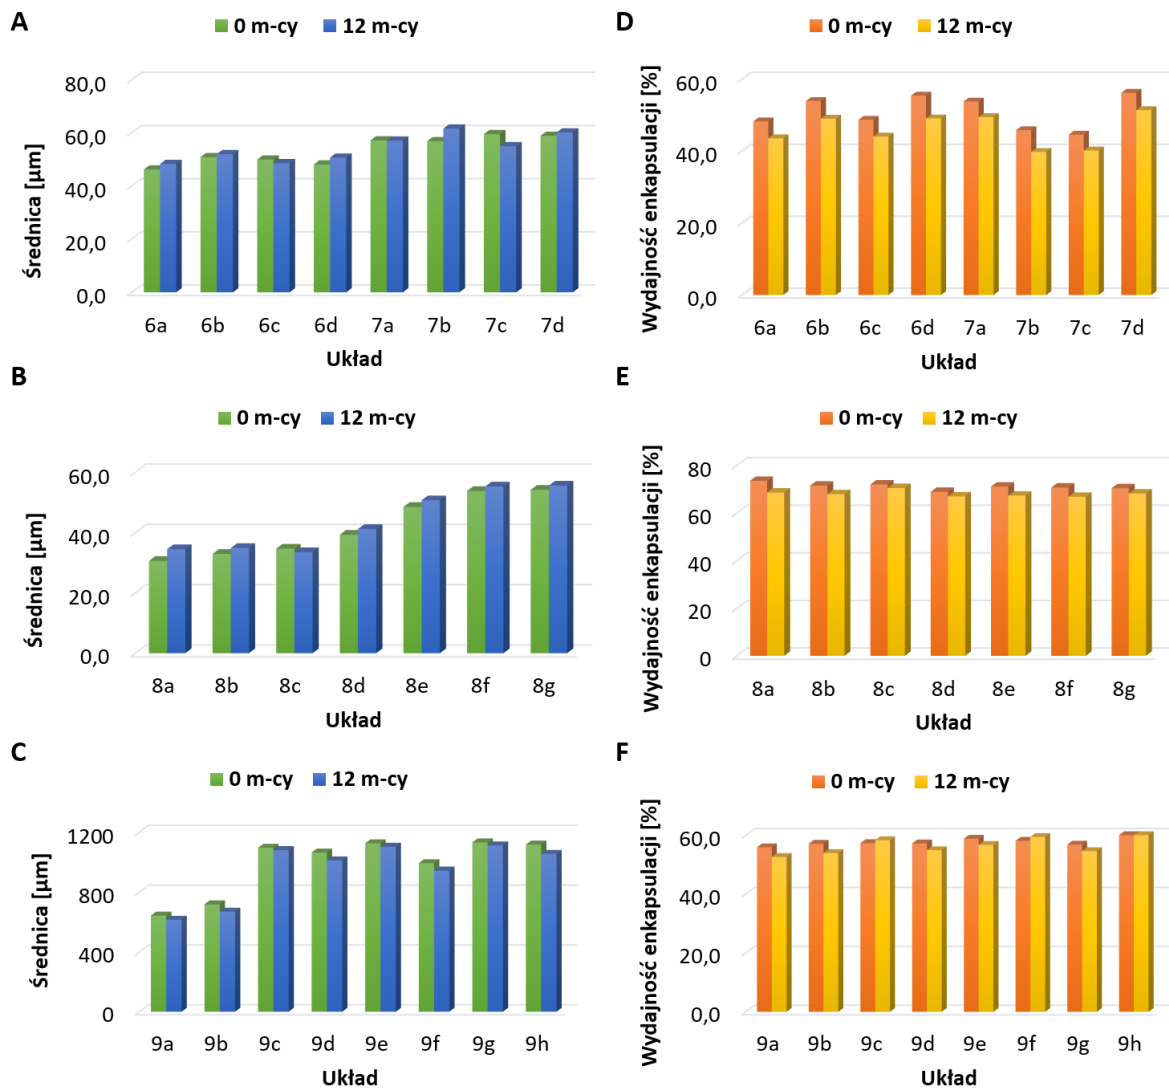 A
0 m-cy 12 m-cy
Średnica [µm]
80,0
60,0
40,0
20,0
0,0
6a 6b 6c 6d 7a 7b 7c 7d
Układ
D
0 m-cy 12 m-cy
Wydajność enkapsulacji [%]
60,0
40,0
20,0
0,0
6a 6b 6c 6d 7a 7b 7c 7d
Układ
B
0 m-cy 12 m-cy
Średnica [µm]
60,0
40,0
20,0
0,0
8a 8b 8c 8d 8e 8f 8g
Układ
E
0 m-cy 12 m-cy
Wydajność enkapsulacji [%]
80
60
40
20
0
8a 8b 8c 8d 8e 8f 8g
Układ
C
0 m-cy 12 m-cy
Średnica [µm]
1200
800
400
0
9a 9b 9c 9d 9e 9f 9g 9h
Układ
F
0 m-cy 12 m-cy
Wydajność enkapsulacji [%]
60,0
40,0
20,0
0,0
9a 9b 9c 9d 9e 9f 9g 9h
Układ